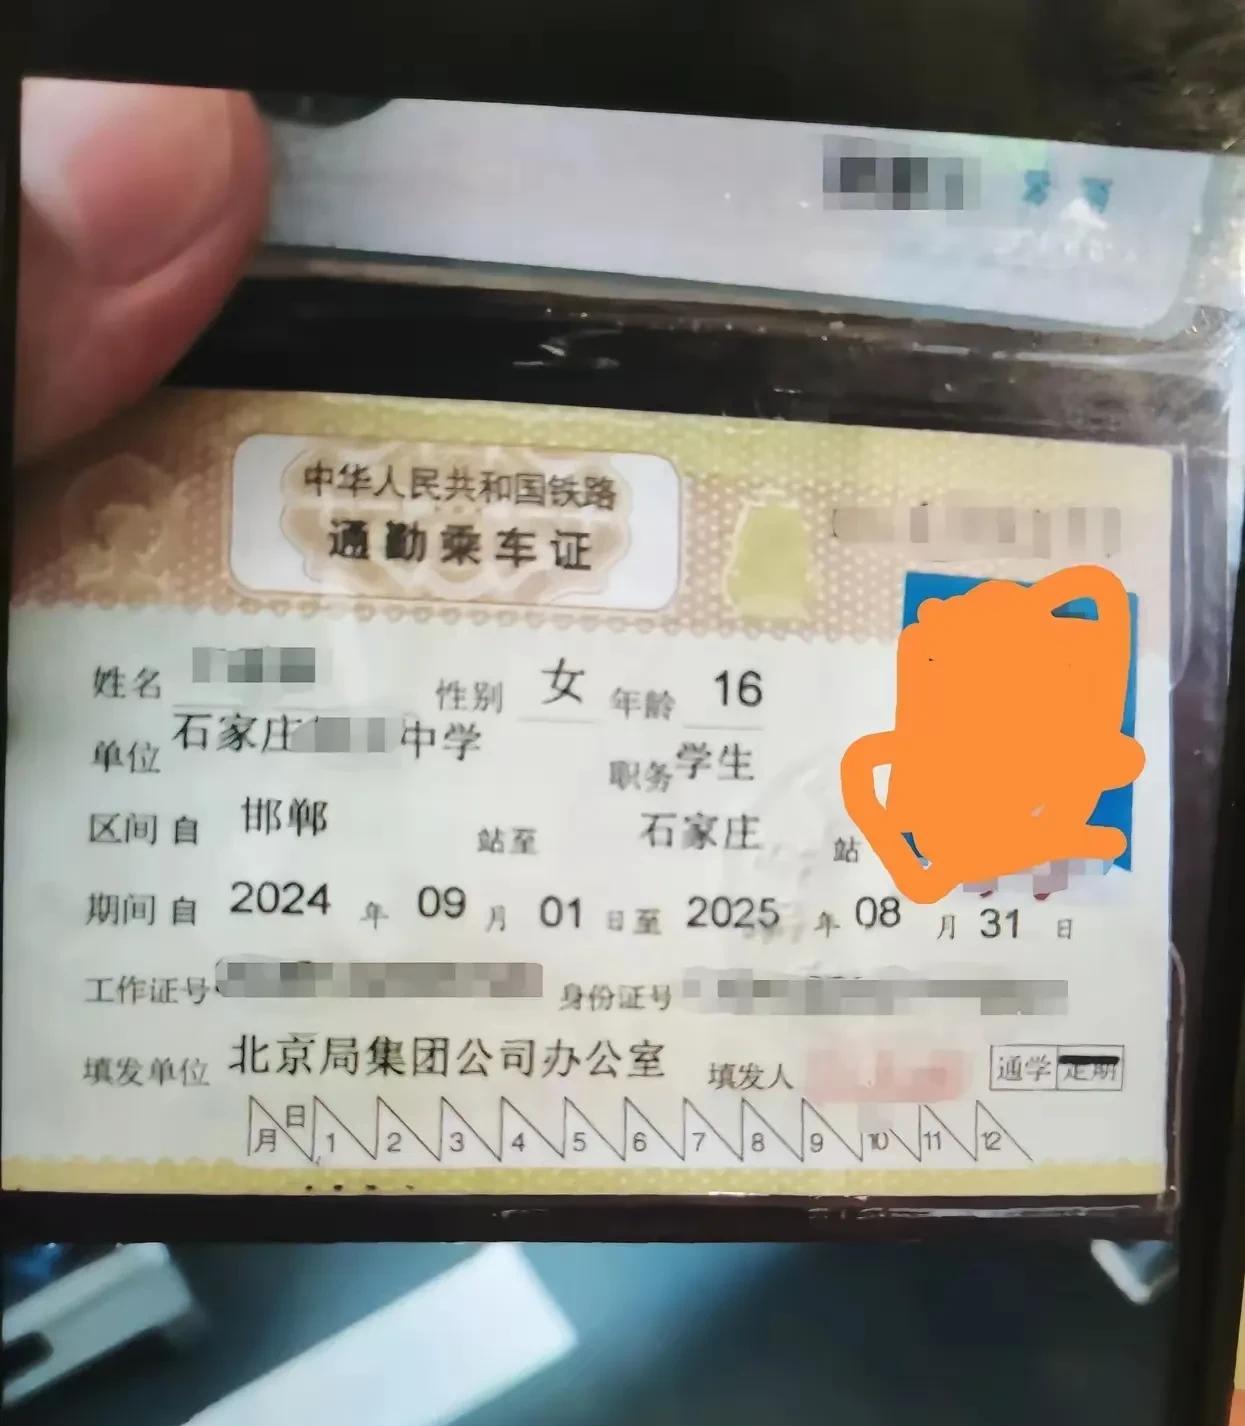 中华人民共和国铁路
通勤乘车证
姓名 性别 女 年龄 16
单位 石家庄 中学 职务 学生
区间自 邯郸 站至 石家庄 站
期间自 2024 年 09 月 01 日至 2025 年 08 月 31 日
工作证号 身份证号
填发单位 北京局集团公司办公室 填发人 通学 定期
月 日 1 2 3 4 5 6 7 8 9 10 11 12